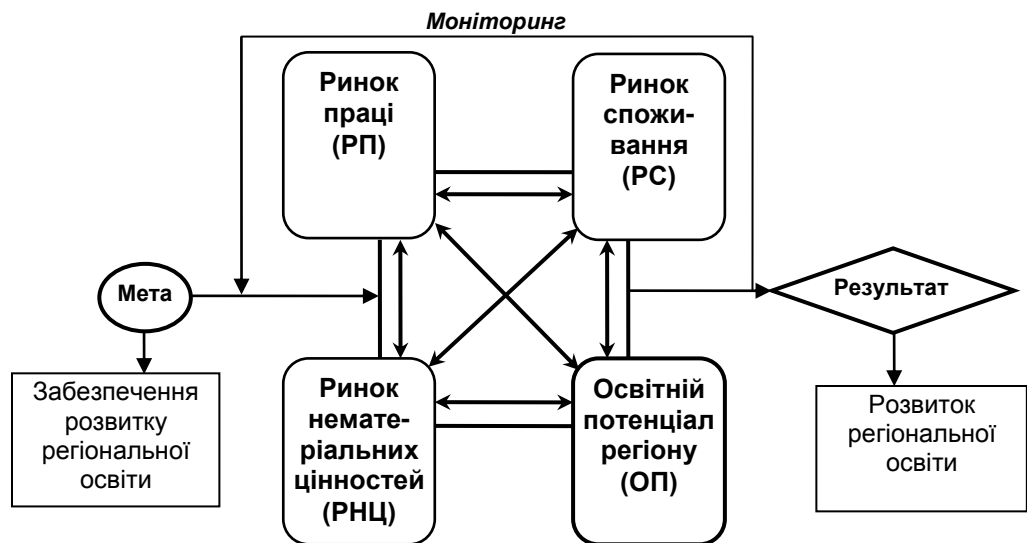 Моніторинг
Ринок
праці
(РП)
Ринок
споживи-
вання
(РС)
Мета
Результат
Забезпечення
розвитку
регіональної
освіти
Ринок
немате-
ріальних
цінностей
(РНЦ)
Освітній
потенціал
регіону
(ОП)
Розвиток
регіональної
освіти